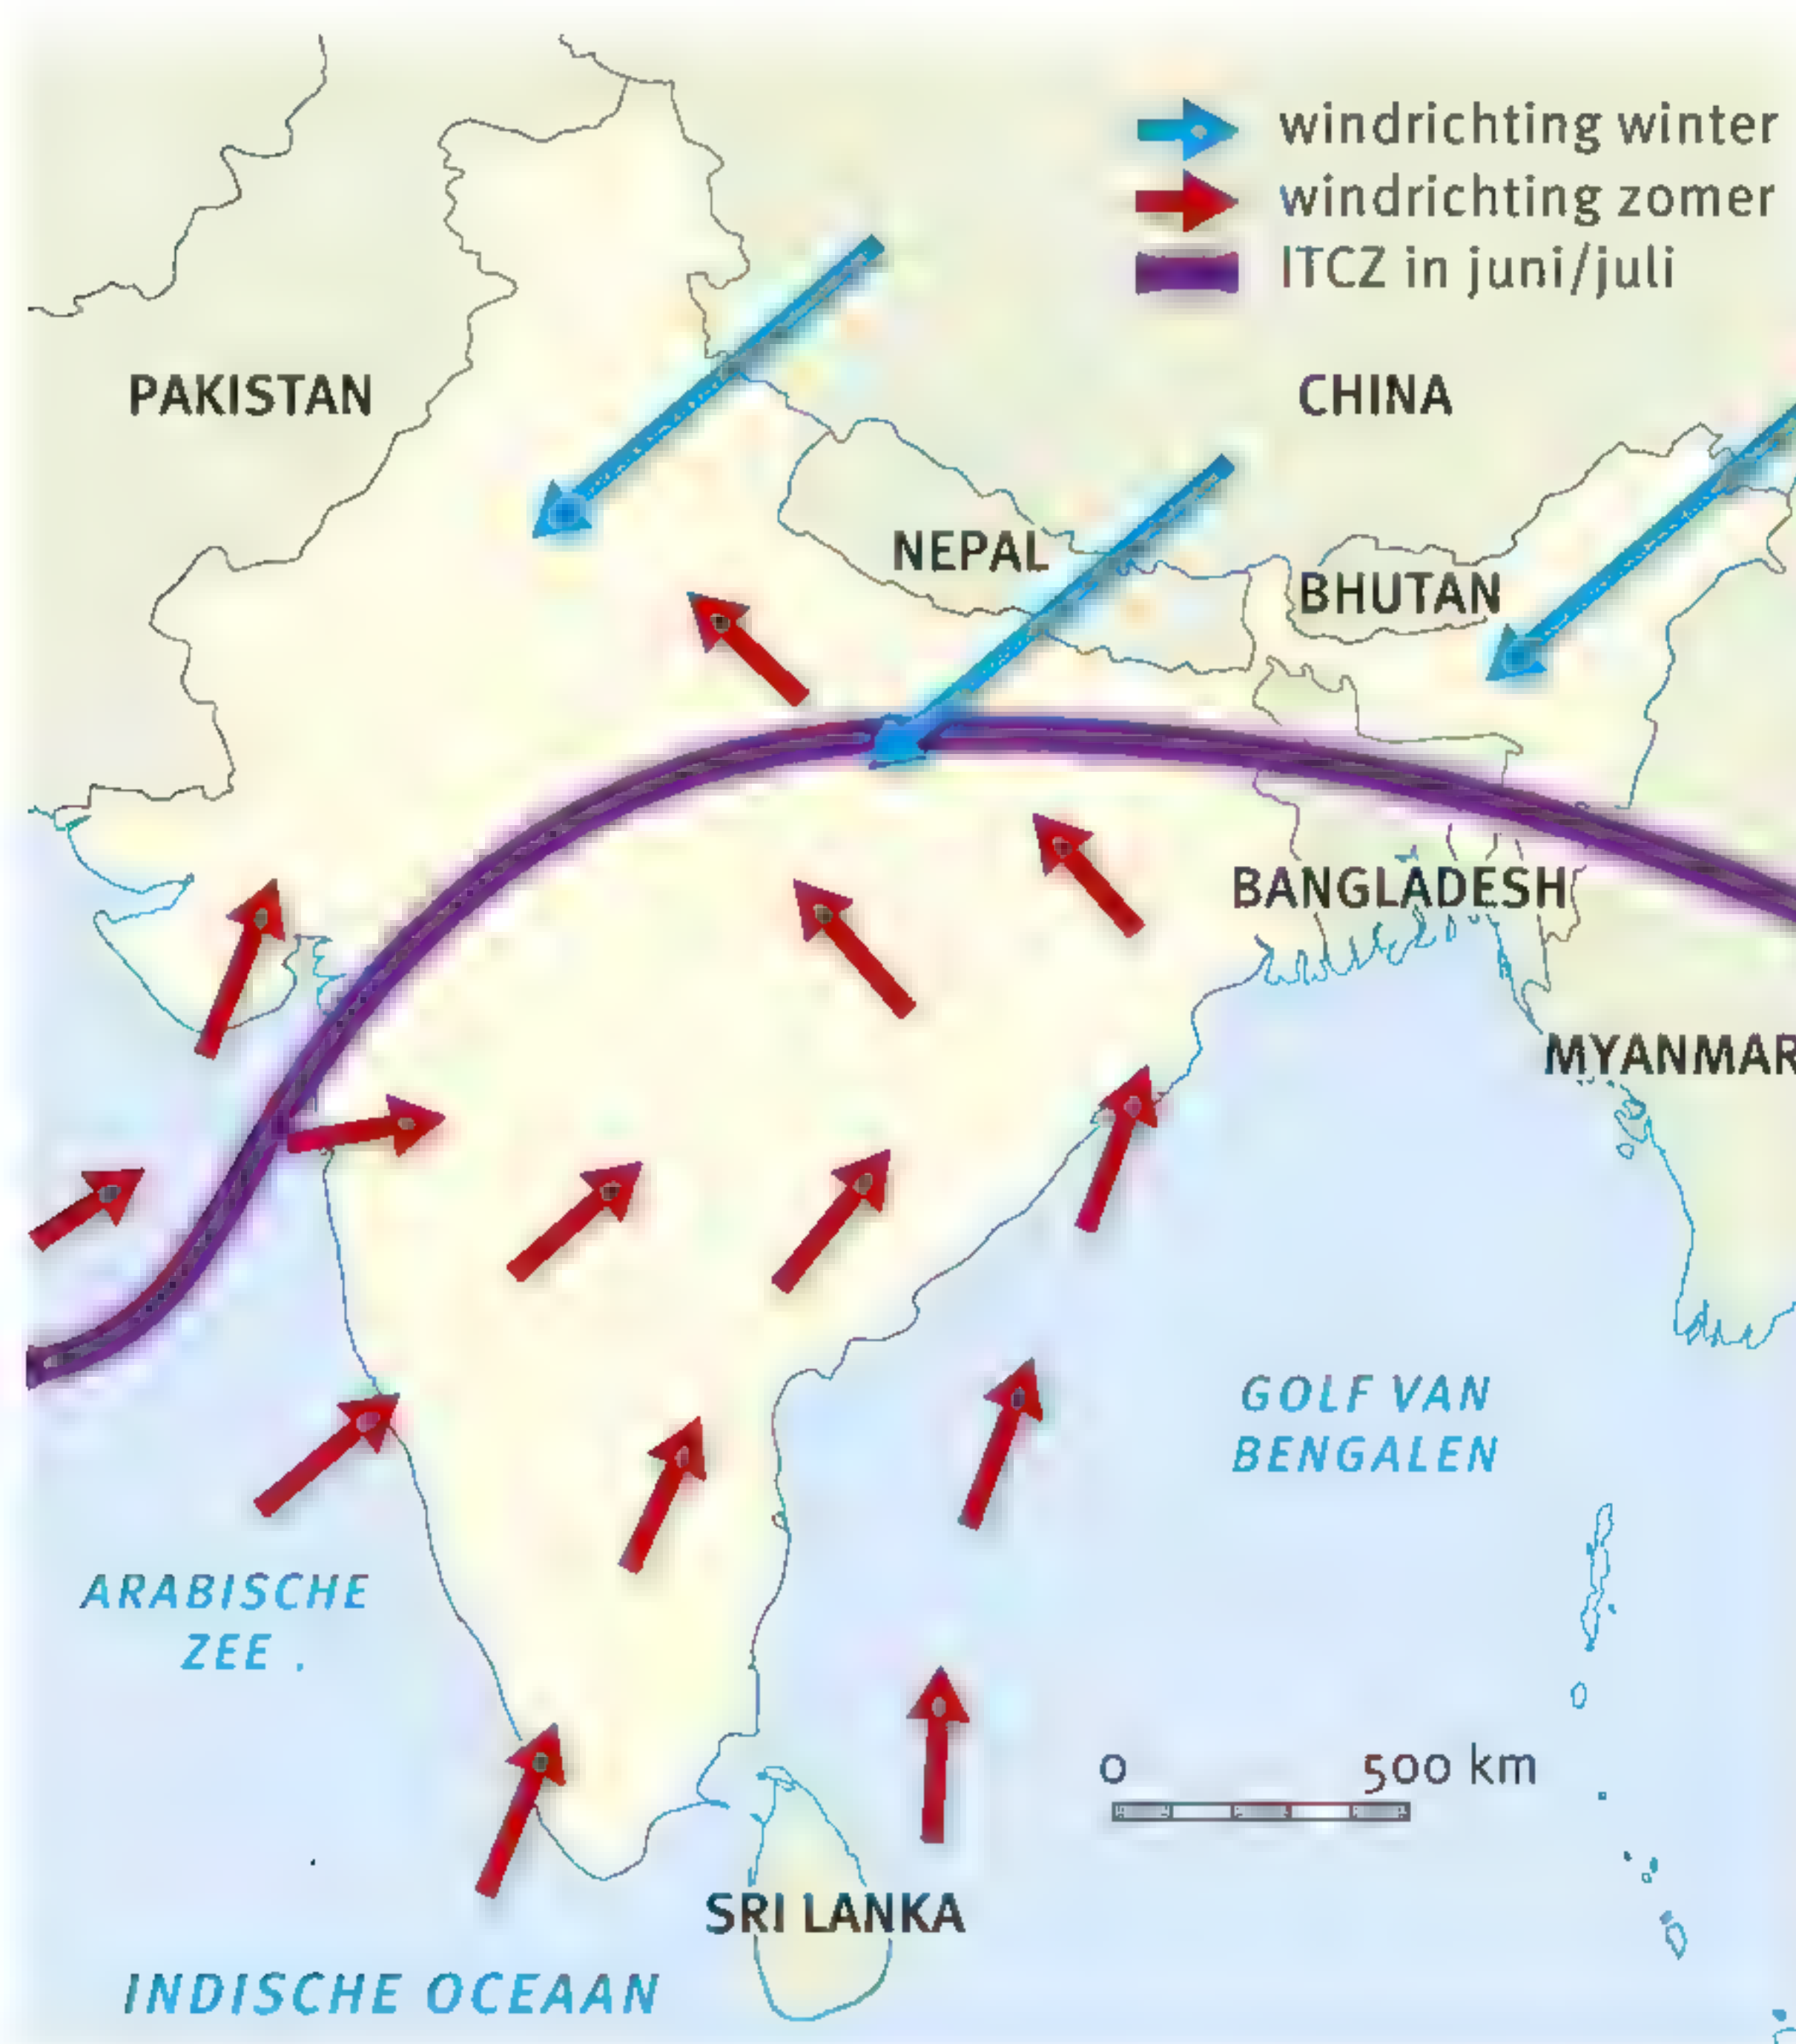 windrichting winter
windrichting zomer
ITCZ in juni/juli
PAKISTAN
CHINA
NEPAL
BHUTAN
BANGLADESH
MYANMAR
GOLF VAN
BENGALEN
ARABISCHE
ZEE
0 500 km
SRI LANKA
INDISCHE OCEAAN